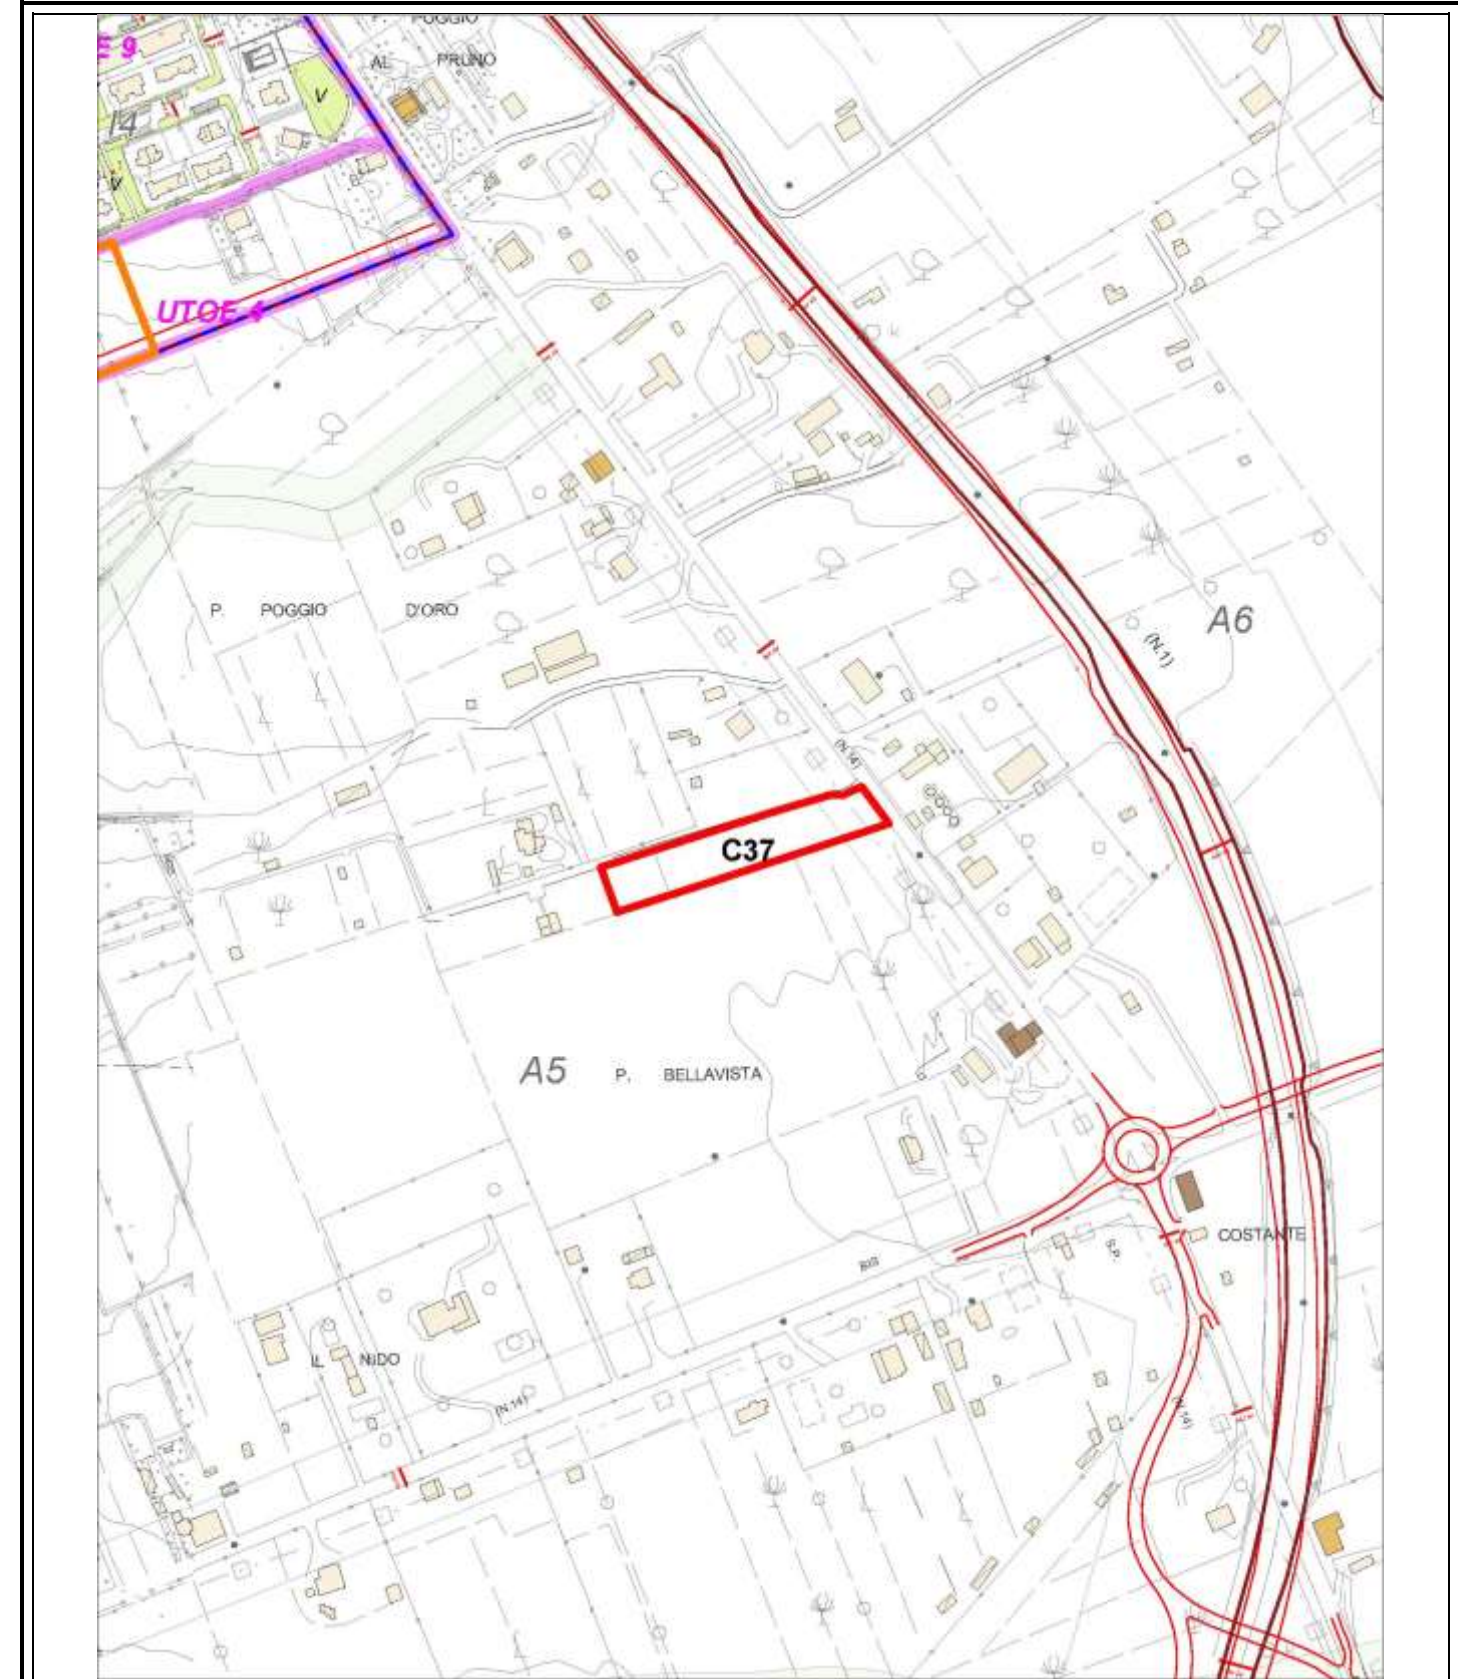 P. POGGIO
E 9
AL PRUNO
V
I4
V
UTOE 4
P. POGGIO D'ORO
A6
(N.1)
(N.14)
C37
A5 P. BELLAVISTA
COSTANTE
S.P.
BIS
IL NIDO
(N.14)
(N.14)